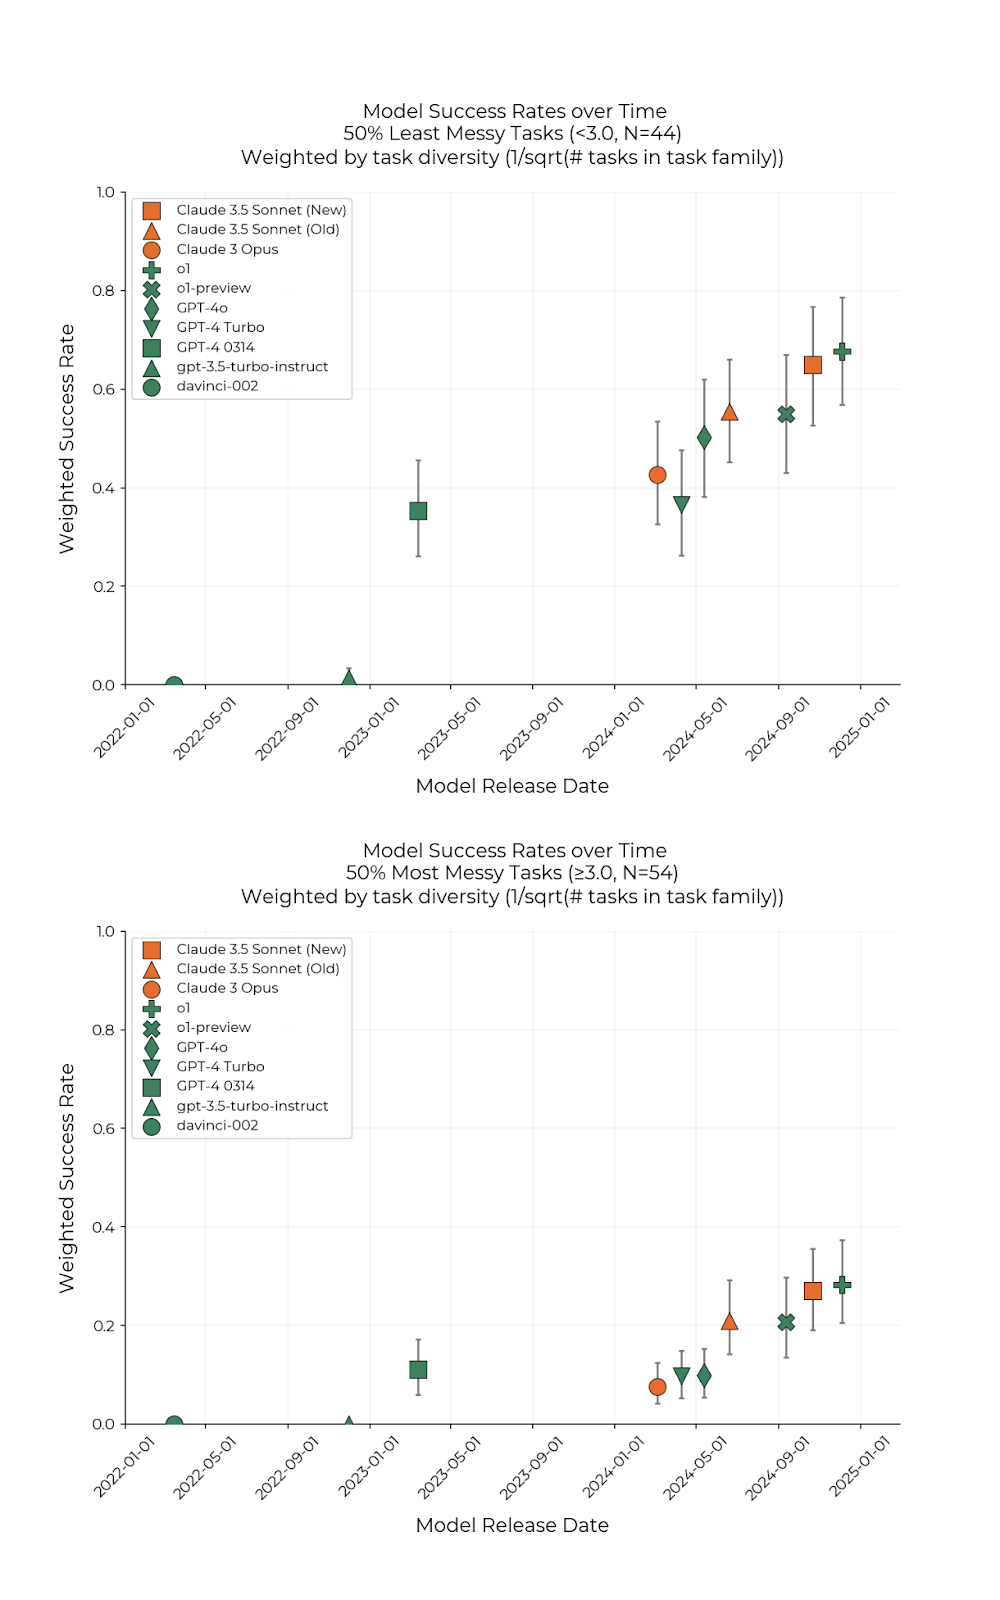 Model Success Rates over Time
50% Least Messy Tasks (<3.0, N=44)
Weighted by task diversity (1/sqrt(# tasks in task family))
1.0
0.8
0.6
0.4
0.2
0.0
Weighted Success Rate
Claude 3.5 Sonnet (New)
Claude 3.5 Sonnet (Old)
Claude 3 Opus
o1
o1-preview
GPT-4o
GPT-4 Turbo
GPT-4 0314
gpt-3.5-turbo-instruct
davinci-002
2022-01-01
2022-05-01
2022-09-01
2023-01-01
2023-05-01
2023-09-01
2024-01-01
2024-05-01
2024-09-01
2025-01-01
Model Release Date
Model Success Rates over Time
50% Most Messy Tasks (≥3.0, N=54)
Weighted by task diversity (1/sqrt(# tasks in task family))
1.0
0.8
0.6
0.4
0.2
0.0
Weighted Success Rate
Claude 3.5 Sonnet (New)
Claude 3.5 Sonnet (Old)
Claude 3 Opus
o1
o1-preview
GPT-4o
GPT-4 Turbo
GPT-4 0314
gpt-3.5-turbo-instruct
davinci-002
2022-01-01
2022-05-01
2022-09-01
2023-01-01
2023-05-01
2023-09-01
2024-01-01
2024-05-01
2024-09-01
2025-01-01
Model Release Date